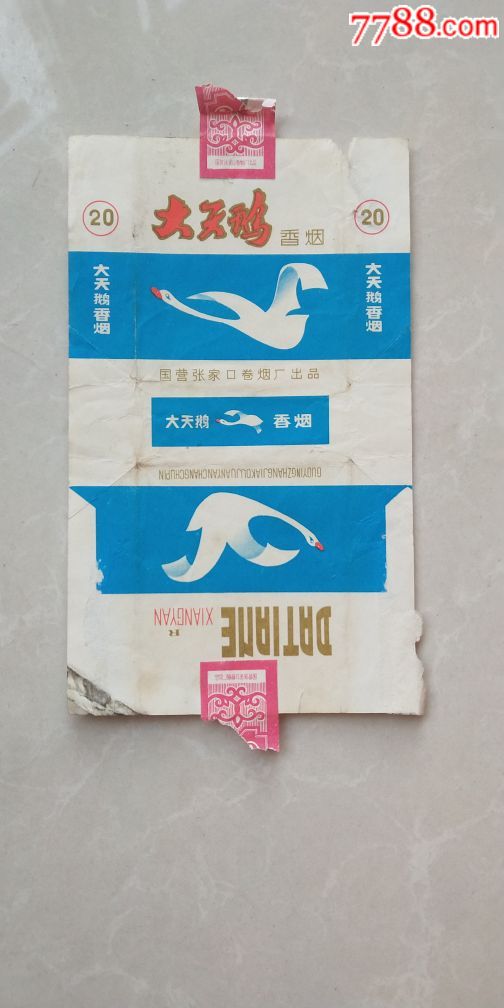 7788.com
20
大天鹅 香烟
20
大天鹅香烟
大天鹅香烟
国营张家口卷烟厂出品
大天鹅 香烟
GUOYINGZHANGJIAKOUJUANYANCHANGCHUPIN
DATIANE
XIANGYAN
R